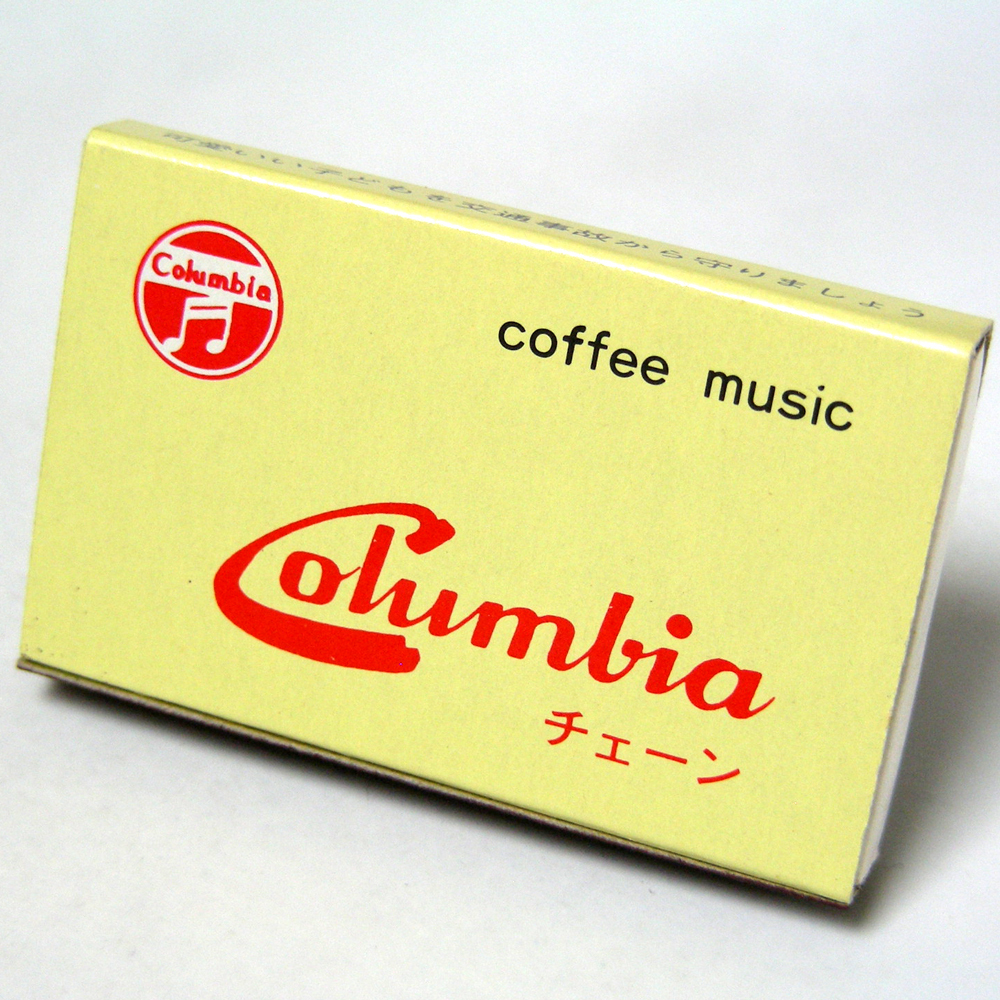 可愛いい子どもを交通事故から守りましょう
Columbia
coffee music
Columbia
チェーン